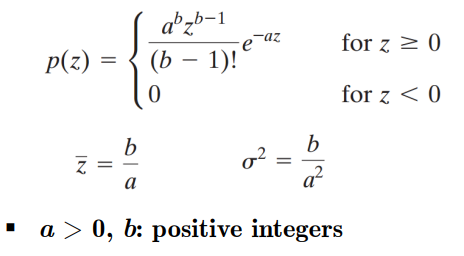 p(z) = { a^b z^{b−1} / (b − 1)! e^{−az} for z ≥ 0
0 for z < 0
z̄ = b/a σ² = b/a²
▪ a > 0, b: positive integers